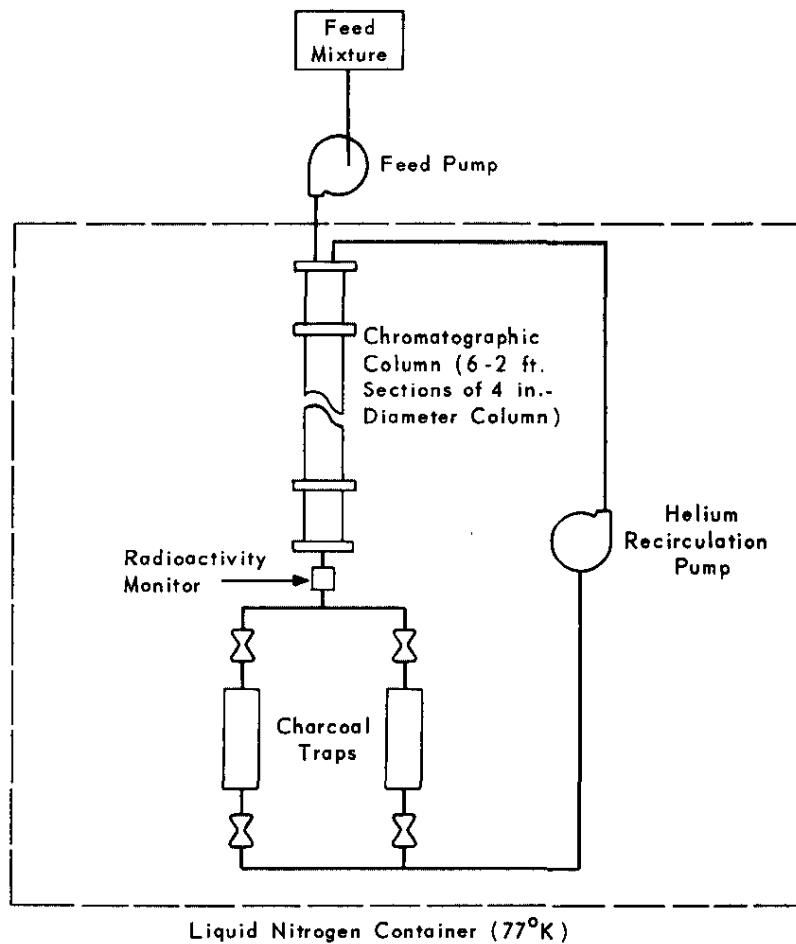 Feed
Mixture
Feed Pump
Chromatographic
Column (6-2 ft.
Sections of 4 in.-
Diameter Column)
Helium
Recirculation
Pump
Radioactivity
Monitor
Charcoal
Traps
Liquid Nitrogen Container (77°K)